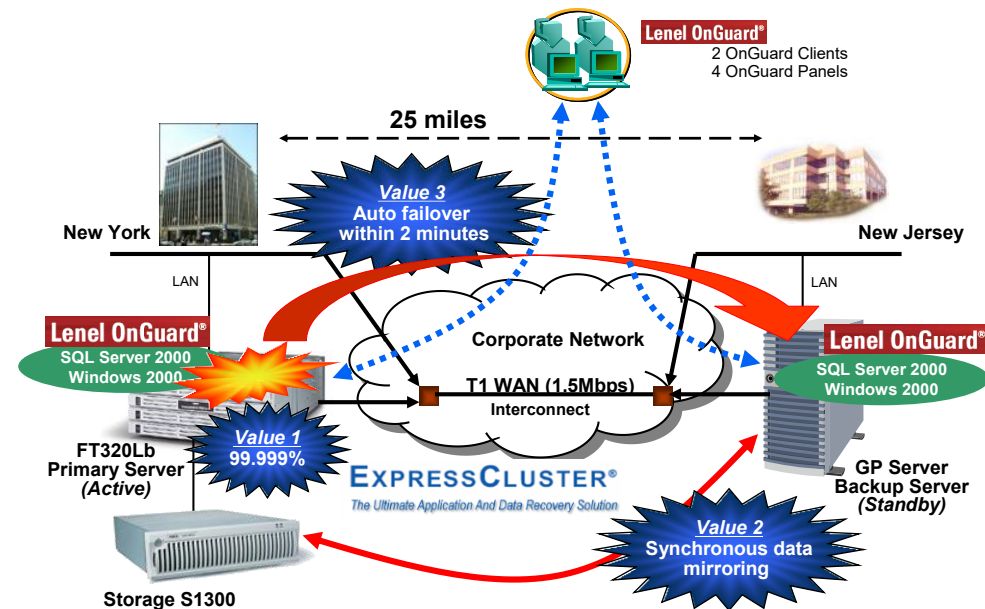 Lenel OnGuard®
2 OnGuard Clients
4 OnGuard Panels
25 miles
Value 3
Auto failover
within 2 minutes
New York
New Jersey
LAN
LAN
Lenel OnGuard®
SQL Server 2000
Windows 2000
Corporate Network
Lenel OnGuard®
SQL Server 2000
Windows 2000
T1 WAN (1.5Mbps)
Interconnect
Value 1
99.999%
FT320Lb
Primary Server
(Active)
EXPRESSCLUSTER®
The Ultimate Application And Data Recovery Solution
GP Server
Backup Server
(Standby)
Value 2
Synchronous data
mirroring
Storage S1300